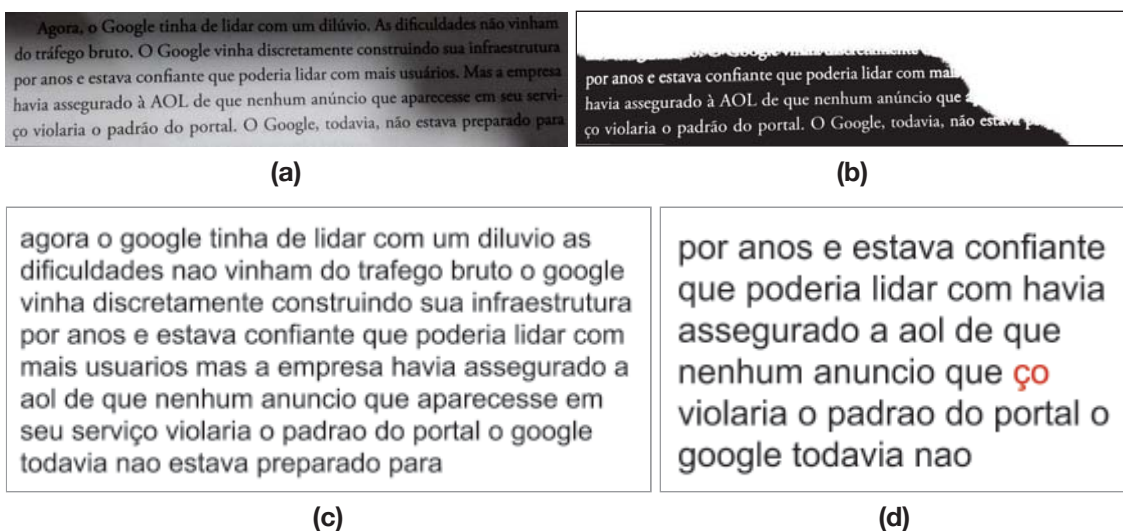 Agora, o Google tinha de lidar com um dilúvio. As dificuldades não vinham
do tráfego bruto. O Google vinha discretamente construindo sua infraestrutura
por anos e estava confiante que poderia lidar com mais usuários. Mas a empresa
havia assegurado à AOL de que nenhum anúncio que aparecesse em seu servi-
ço violaria o padrão do portal. O Google, todavia, não estava preparado para
(a)
O Google vinha discretamente
por anos e estava confiante que poderia lidar com mais
havia assegurado à AOL de que nenhum anúncio que
ço violaria o padrão do portal. O Google, todavia, não estava
(b)
agora o google tinha de lidar com um diluvio as
dificuldades nao vinham do trafego bruto o google
vinha discretamente construindo sua infraestrutura
por anos e estava confiante que poderia lidar com
mais usuarios mas a empresa havia assegurado a
aol de que nenhum anuncio que aparecesse em
seu serviço violaria o padrao do portal o google
todavia nao estava preparado para
(c)
por anos e estava confiante
que poderia lidar com havia
assegurado a aol de que
nenhum anuncio que ço
violaria o padrao do portal o
google todavia nao
(d)